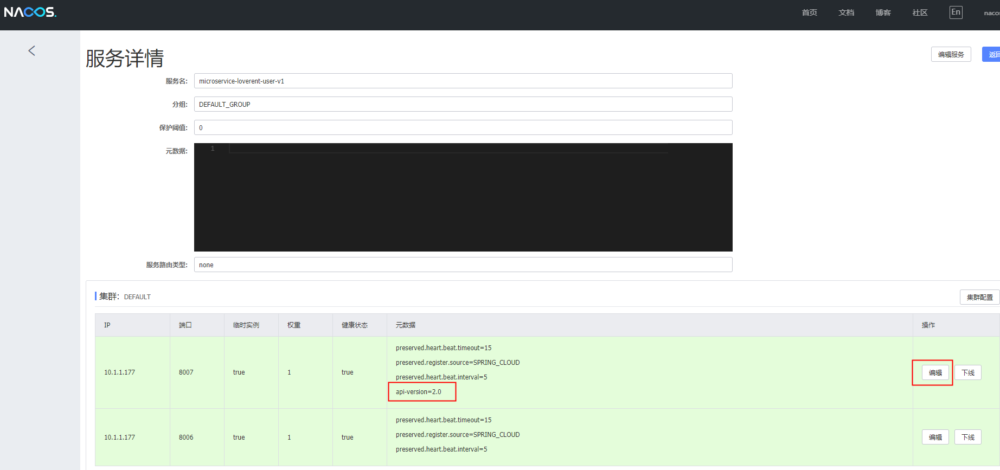 NACOS.
首页 文档 博客 社区 En nacos
服务详情
编辑服务 返回
服务名: microservice-loverent-user-v1
分组: DEFAULT_GROUP
保护阈值: 0
元数据: 1
服务路由类型: none
集群: DEFAULT
集群配置
IP 端口 临时实例 权重 健康状态 元数据 操作
preserved.heart.beat.timeout=15
preserved.register.source=SPRING_CLOUD
10.1.1.177 8007 true 1 true 编辑 下线
preserved.heart.beat.interval=5
api-version=2.0
preserved.heart.beat.timeout=15
preserved.register.source=SPRING_CLOUD
10.1.1.177 8006 true 1 true 编辑 下线
preserved.heart.beat.interval=5